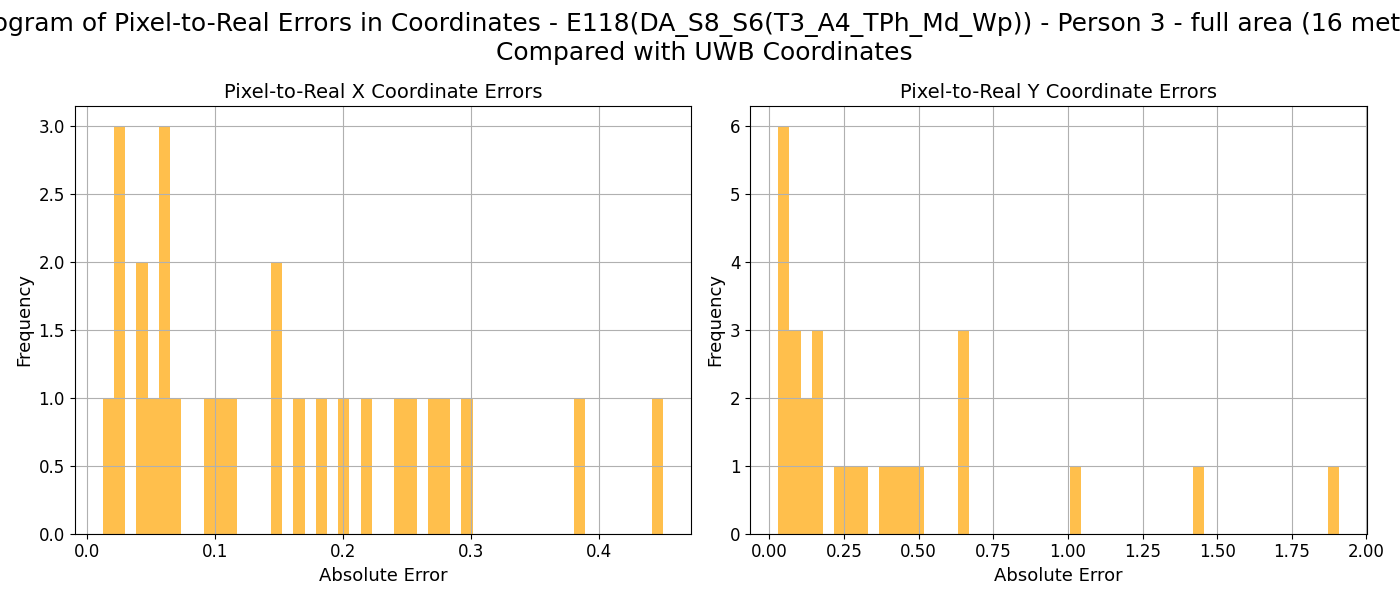 ogram of Pixel-to-Real Errors in Coordinates - E118(DA_S8_S6(T3_A4_TPh_Md_Wp)) - Person 3 - full area (16 met
Compared with UWB Coordinates
Pixel-to-Real X Coordinate Errors
Pixel-to-Real Y Coordinate Errors
Frequency
3.0
2.5
2.0
1.5
1.0
0.5
0.0
0.0 0.1 0.2 0.3 0.4
Absolute Error
Frequency
6
5
4
3
2
1
0
0.00 0.25 0.50 0.75 1.00 1.25 1.50 1.75 2.00
Absolute Error